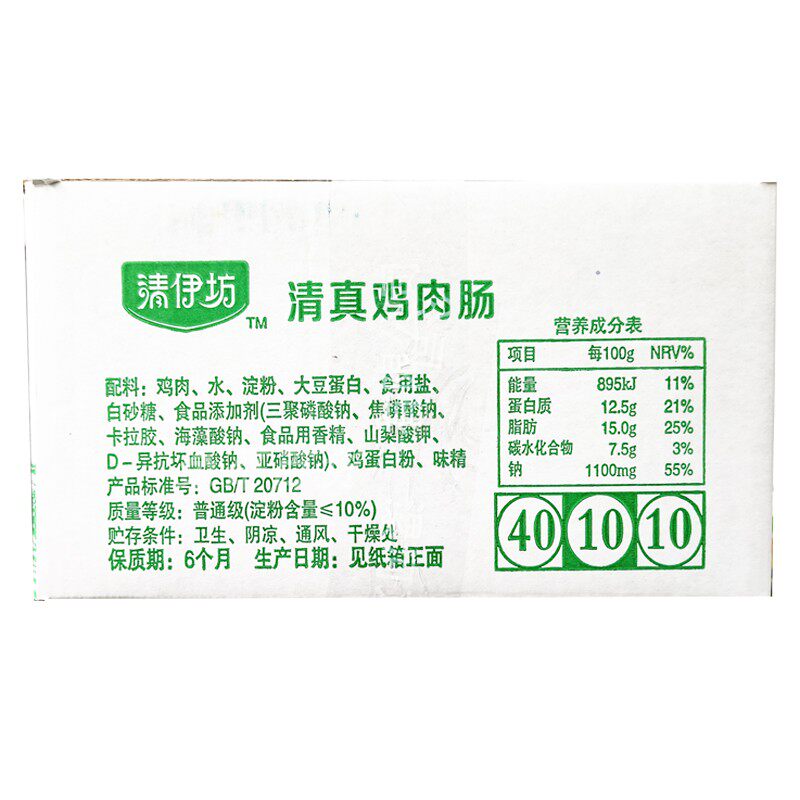 清伊坊 TM
清真鸡肉肠
配料：鸡肉、水、淀粉、大豆蛋白、食用盐、
白砂糖、食品添加剂(三聚磷酸钠、焦磷酸钠、
卡拉胶、海藻酸钠、食品用香精、山梨酸钾、
D－异抗坏血酸钠、亚硝酸钠)、鸡蛋白粉、味精
产品标准号：GB/T 20712
质量等级：普通级(淀粉含量≤10%)
贮存条件：卫生、阴凉、通风、干燥处
保质期：6个月 生产日期：见纸箱正面
营养成分表
项目 每100g NRV%
能量 895kJ 11%
蛋白质 12.5g 21%
脂肪 15.0g 25%
碳水化合物 7.5g 3%
钠 1100mg 55%
40 10 10